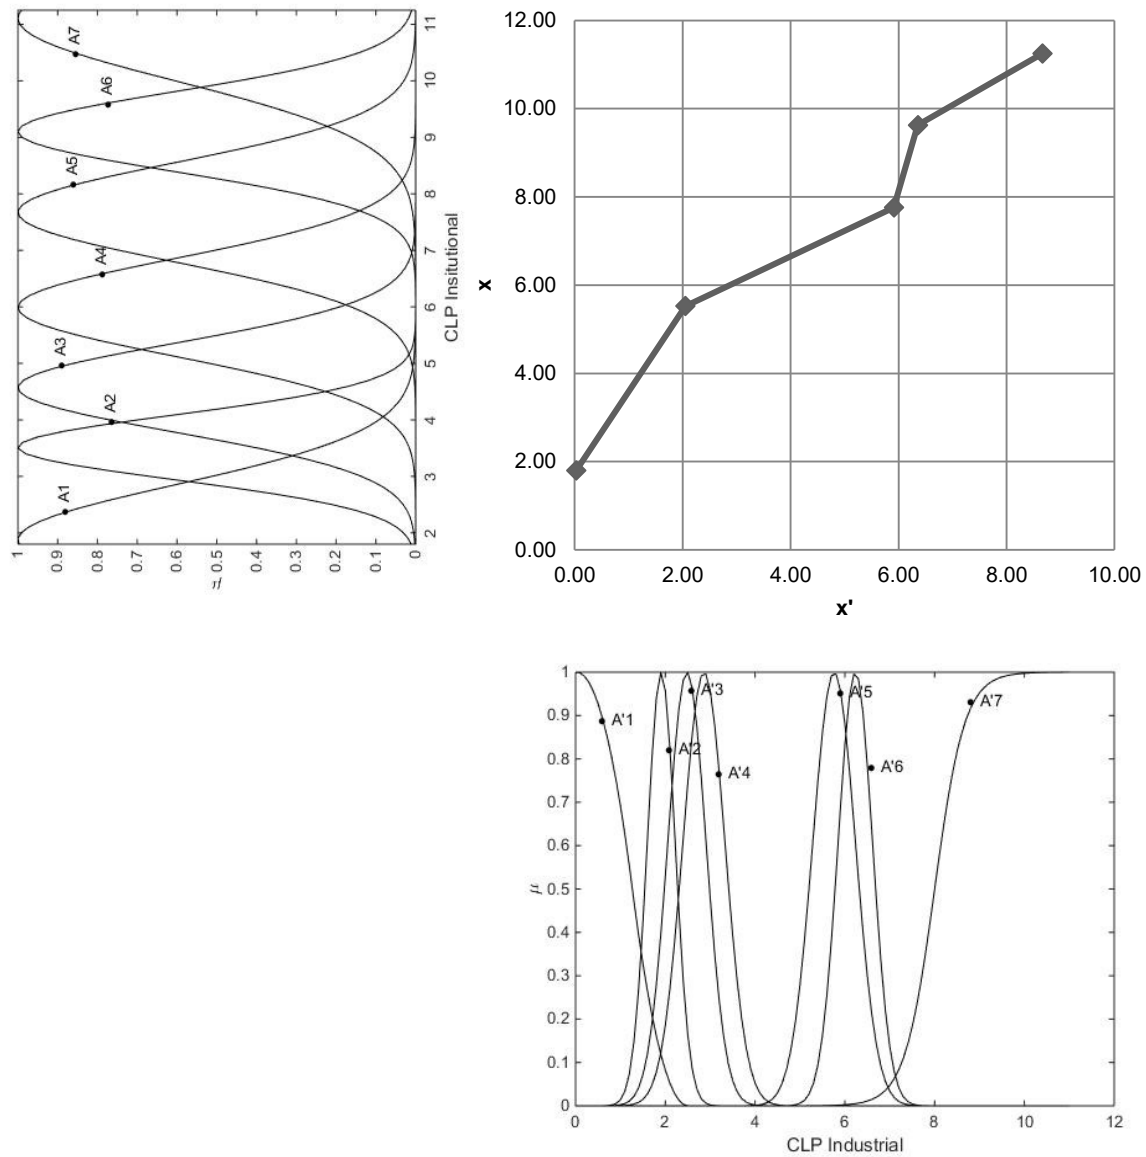 A1
A2
A3
A4
A5
A6
A7
2
3
4
5
6
7
8
9
10
11
CLP Insitutional
1
0.9
0.8
0.7
0.6
0.5
0.4
0.3
0.2
0.1
0
μ
12.00
10.00
8.00
6.00
4.00
2.00
0.00
x
0.00 2.00 4.00 6.00 8.00 10.00
x'
1
0.9
0.8
0.7
0.6
0.5
0.4
0.3
0.2
0.1
0
μ
A'1
A'2
A'3
A'4
A'5
A'6
A'7
0 2 4 6 8 10 12
CLP Industrial